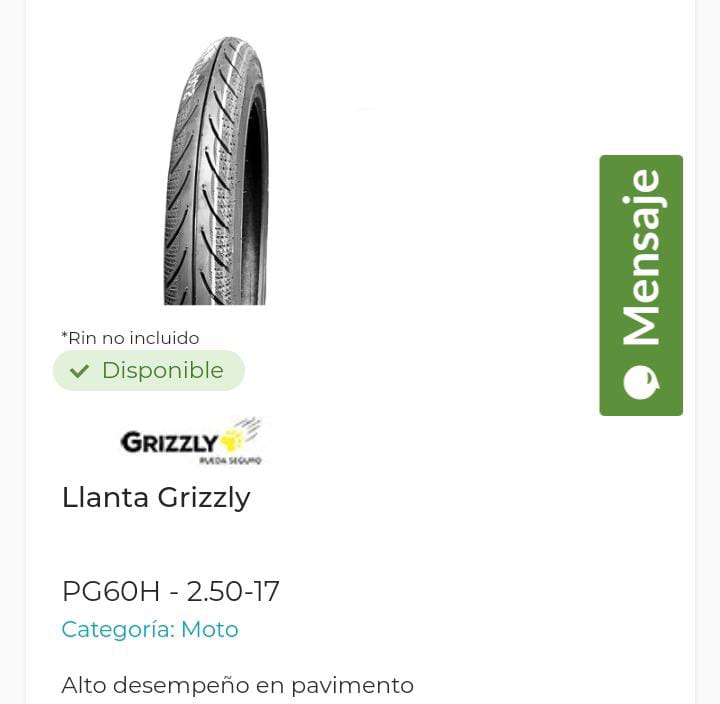 *Rin no incluido
Disponible
GRIZZLY
RUEDA SEGURO
Llanta Grizzly
PG60H - 2.50-17
Categoría: Moto
Alto desempeño en pavimento
Mensaje